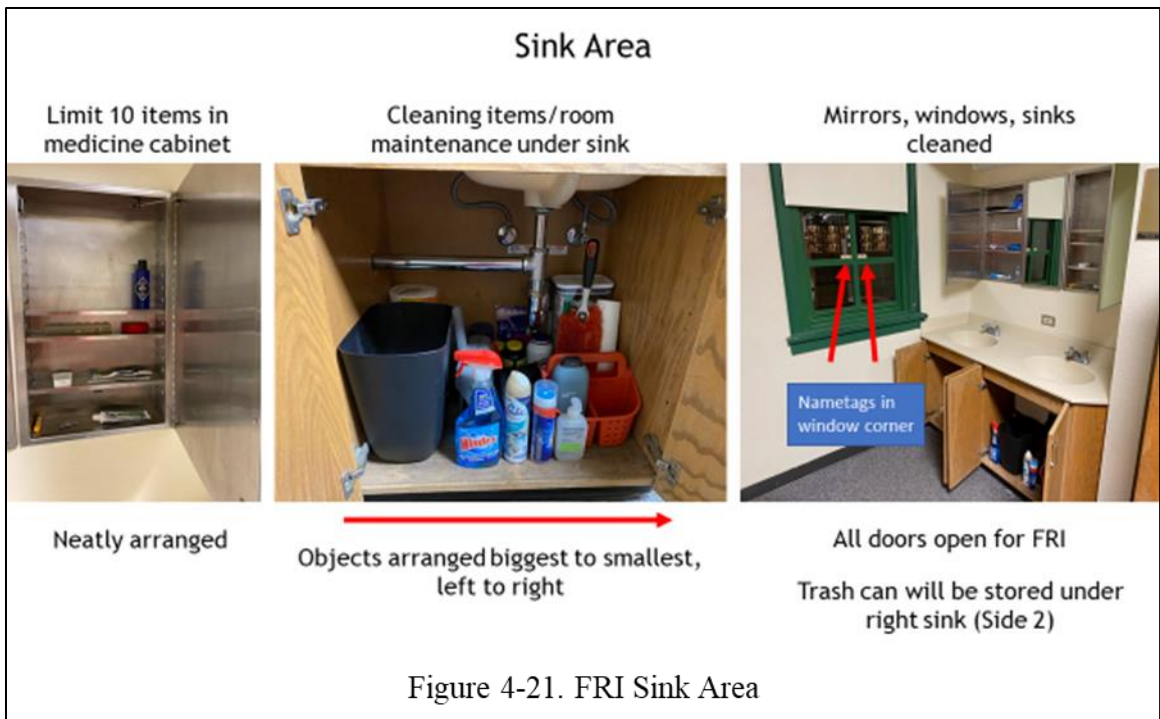 Sink Area
Limit 10 items in
medicine cabinet
Cleaning items/room
maintenance under sink
Mirrors, windows, sinks
cleaned
Windex
Nametags in
window corner
Neatly arranged
Objects arranged biggest to smallest,
left to right
All doors open for FRI
Trash can will be stored under
right sink (Side 2)
Figure 4-21. FRI Sink Area